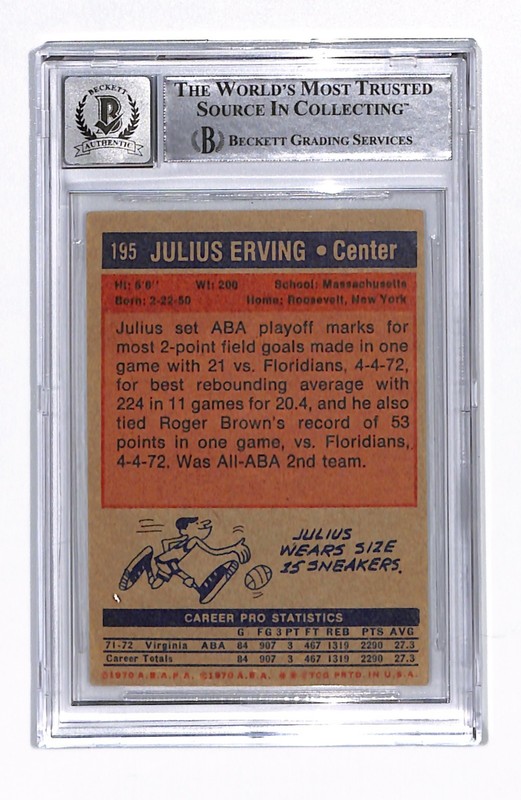 BECKETT
B
AUTHENTIC
THE WORLD'S MOST TRUSTED
SOURCE IN COLLECTING™
B BECKETT GRADING SERVICES
195 JULIUS ERVING • Center
Ht: 6'6" Wt: 200 School: Massachusetts
Born: 2-22-50 Home: Roosevelt, New York
Julius set ABA playoff marks for
most 2-point field goals made in one
game with 21 vs. Floridians, 4-4-72,
for best rebounding average with
224 in 11 games for 20.4, and he also
tied Roger Brown's record of 53
points in one game, vs. Floridians,
4-4-72. Was All-ABA 2nd team.
JULIUS
WEARS SIZE
15 SNEAKERS.
CAREER PRO STATISTICS
G FG 3PT FT REB PTS AVG
71-72 Virginia ABA 84 907 3 467 1319 2290 27.3
Career Totals 84 907 3 467 1319 2290 27.3
©1970 A.B.A.P.A. ©1970 A.B.A. PRTD. IN U.S.A.